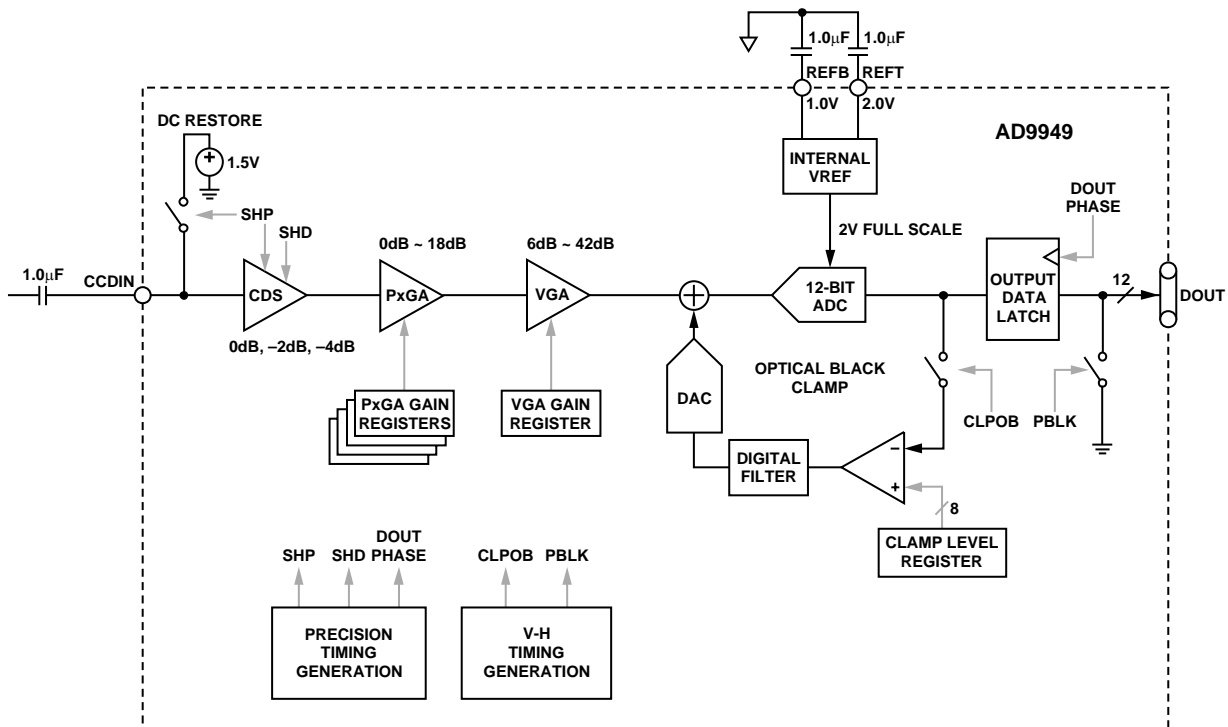 1.0μF 1.0μF
REFB REFT
1.0V 2.0V
DC RESTORE
AD9949
1.5V
INTERNAL
VREF
DOUT
PHASE
SHP
SHD
0dB ~ 18dB
6dB ~ 42dB
2V FULL SCALE
1.0μF
CCDIN
CDS
PxGA
VGA
12-BIT
ADC
OUTPUT
DATA
LATCH
12
DOUT
0dB, –2dB, –4dB
OPTICAL BLACK
CLAMP
DAC
PxGA GAIN
REGISTERS
VGA GAIN
REGISTER
CLPOB
PBLK
DIGITAL
FILTER
–
+
8
CLAMP LEVEL
REGISTER
SHP
SHD
DOUT
PHASE
CLPOB
PBLK
PRECISION
TIMING
GENERATION
V-H
TIMING
GENERATION